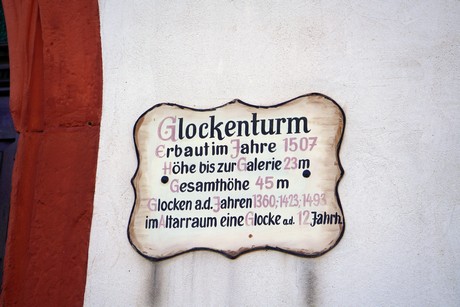 Glockenturm
Erbaut im Jahre 1507
Höhe bis zur Galerie 23m
Gesamthöhe 45 m
Glocken a.d. Jahren 1360; 1423; 1493
im Altarraum eine Glocke a.d. 12 Jahrh.